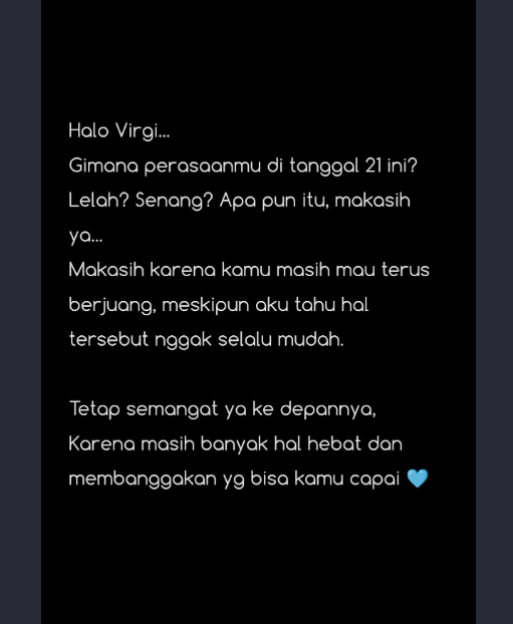 Halo Virgi...
Gimana perasaanmu di tanggal 21 ini?
Lelah? Senang? Apa pun itu, makasih
ya...
Makasih karena kamu masih mau terus
berjuang, meskipun aku tahu hal
tersebut nggak selalu mudah.
Tetap semangat ya ke depannya,
Karena masih banyak hal hebat dan
membanggakan yg bisa kamu capai 💙